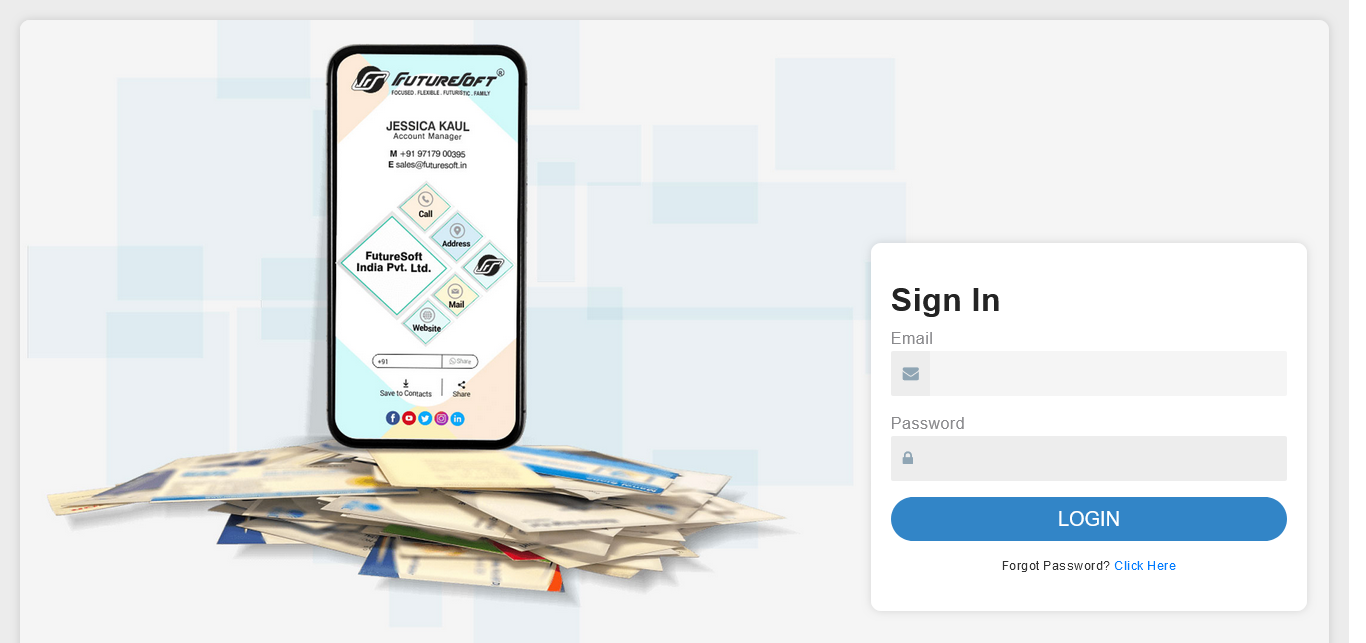 FUTURESOFT®
FOCUSED . FLEXIBLE . FUTURISTIC . FAMILY
JESSICA KAUL
Account Manager
M +91 97179 00395
E sales@futuresoft.in
Call
Address
FutureSoft
India Pvt. Ltd.
Mail
Website
+91
Share
Save to Contacts
Share
Sign In
Email
Password
LOGIN
Forgot Password? Click Here